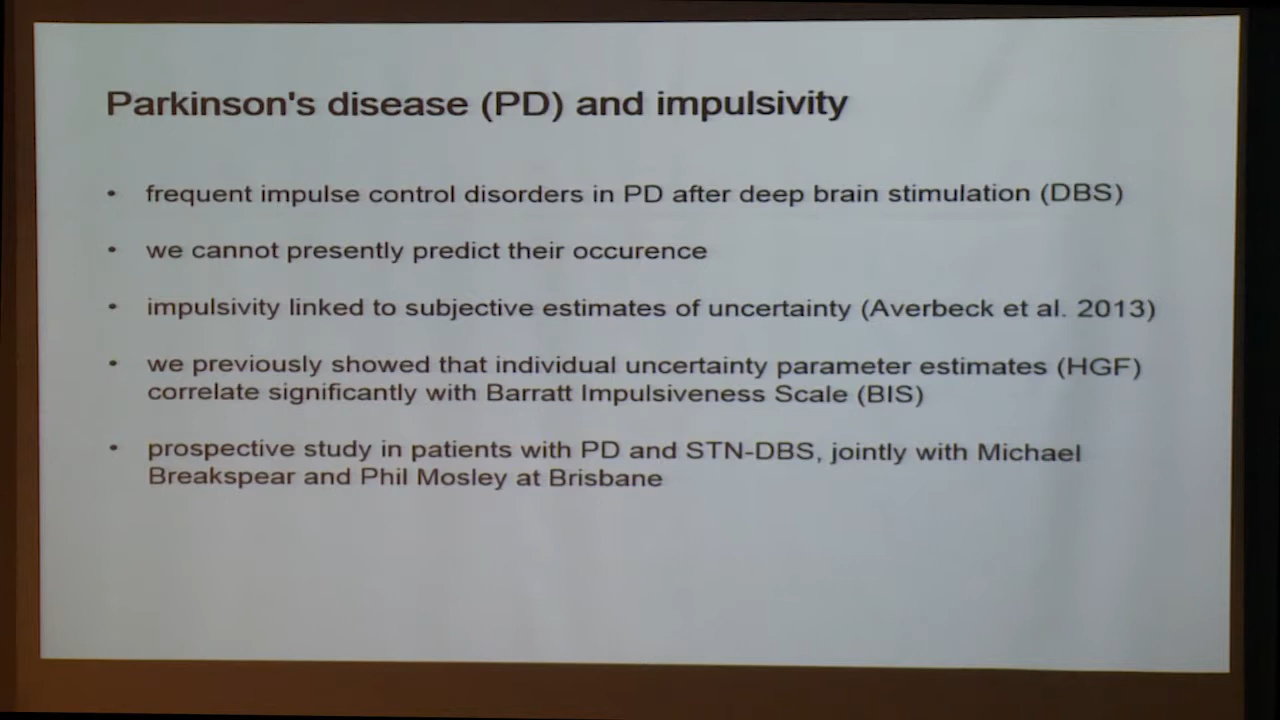 Parkinson's disease (PD) and impulsivity
• frequent impulse control disorders in PD after deep brain stimulation (DBS)
• we cannot presently predict their occurence
• impulsivity linked to subjective estimates of uncertainty (Averbeck et al. 2013)
• we previously showed that individual uncertainty parameter estimates (HGF)
correlate significantly with Barratt Impulsiveness Scale (BIS)
• prospective study in patients with PD and STN-DBS, jointly with Michael
Breakspear and Phil Mosley at Brisbane